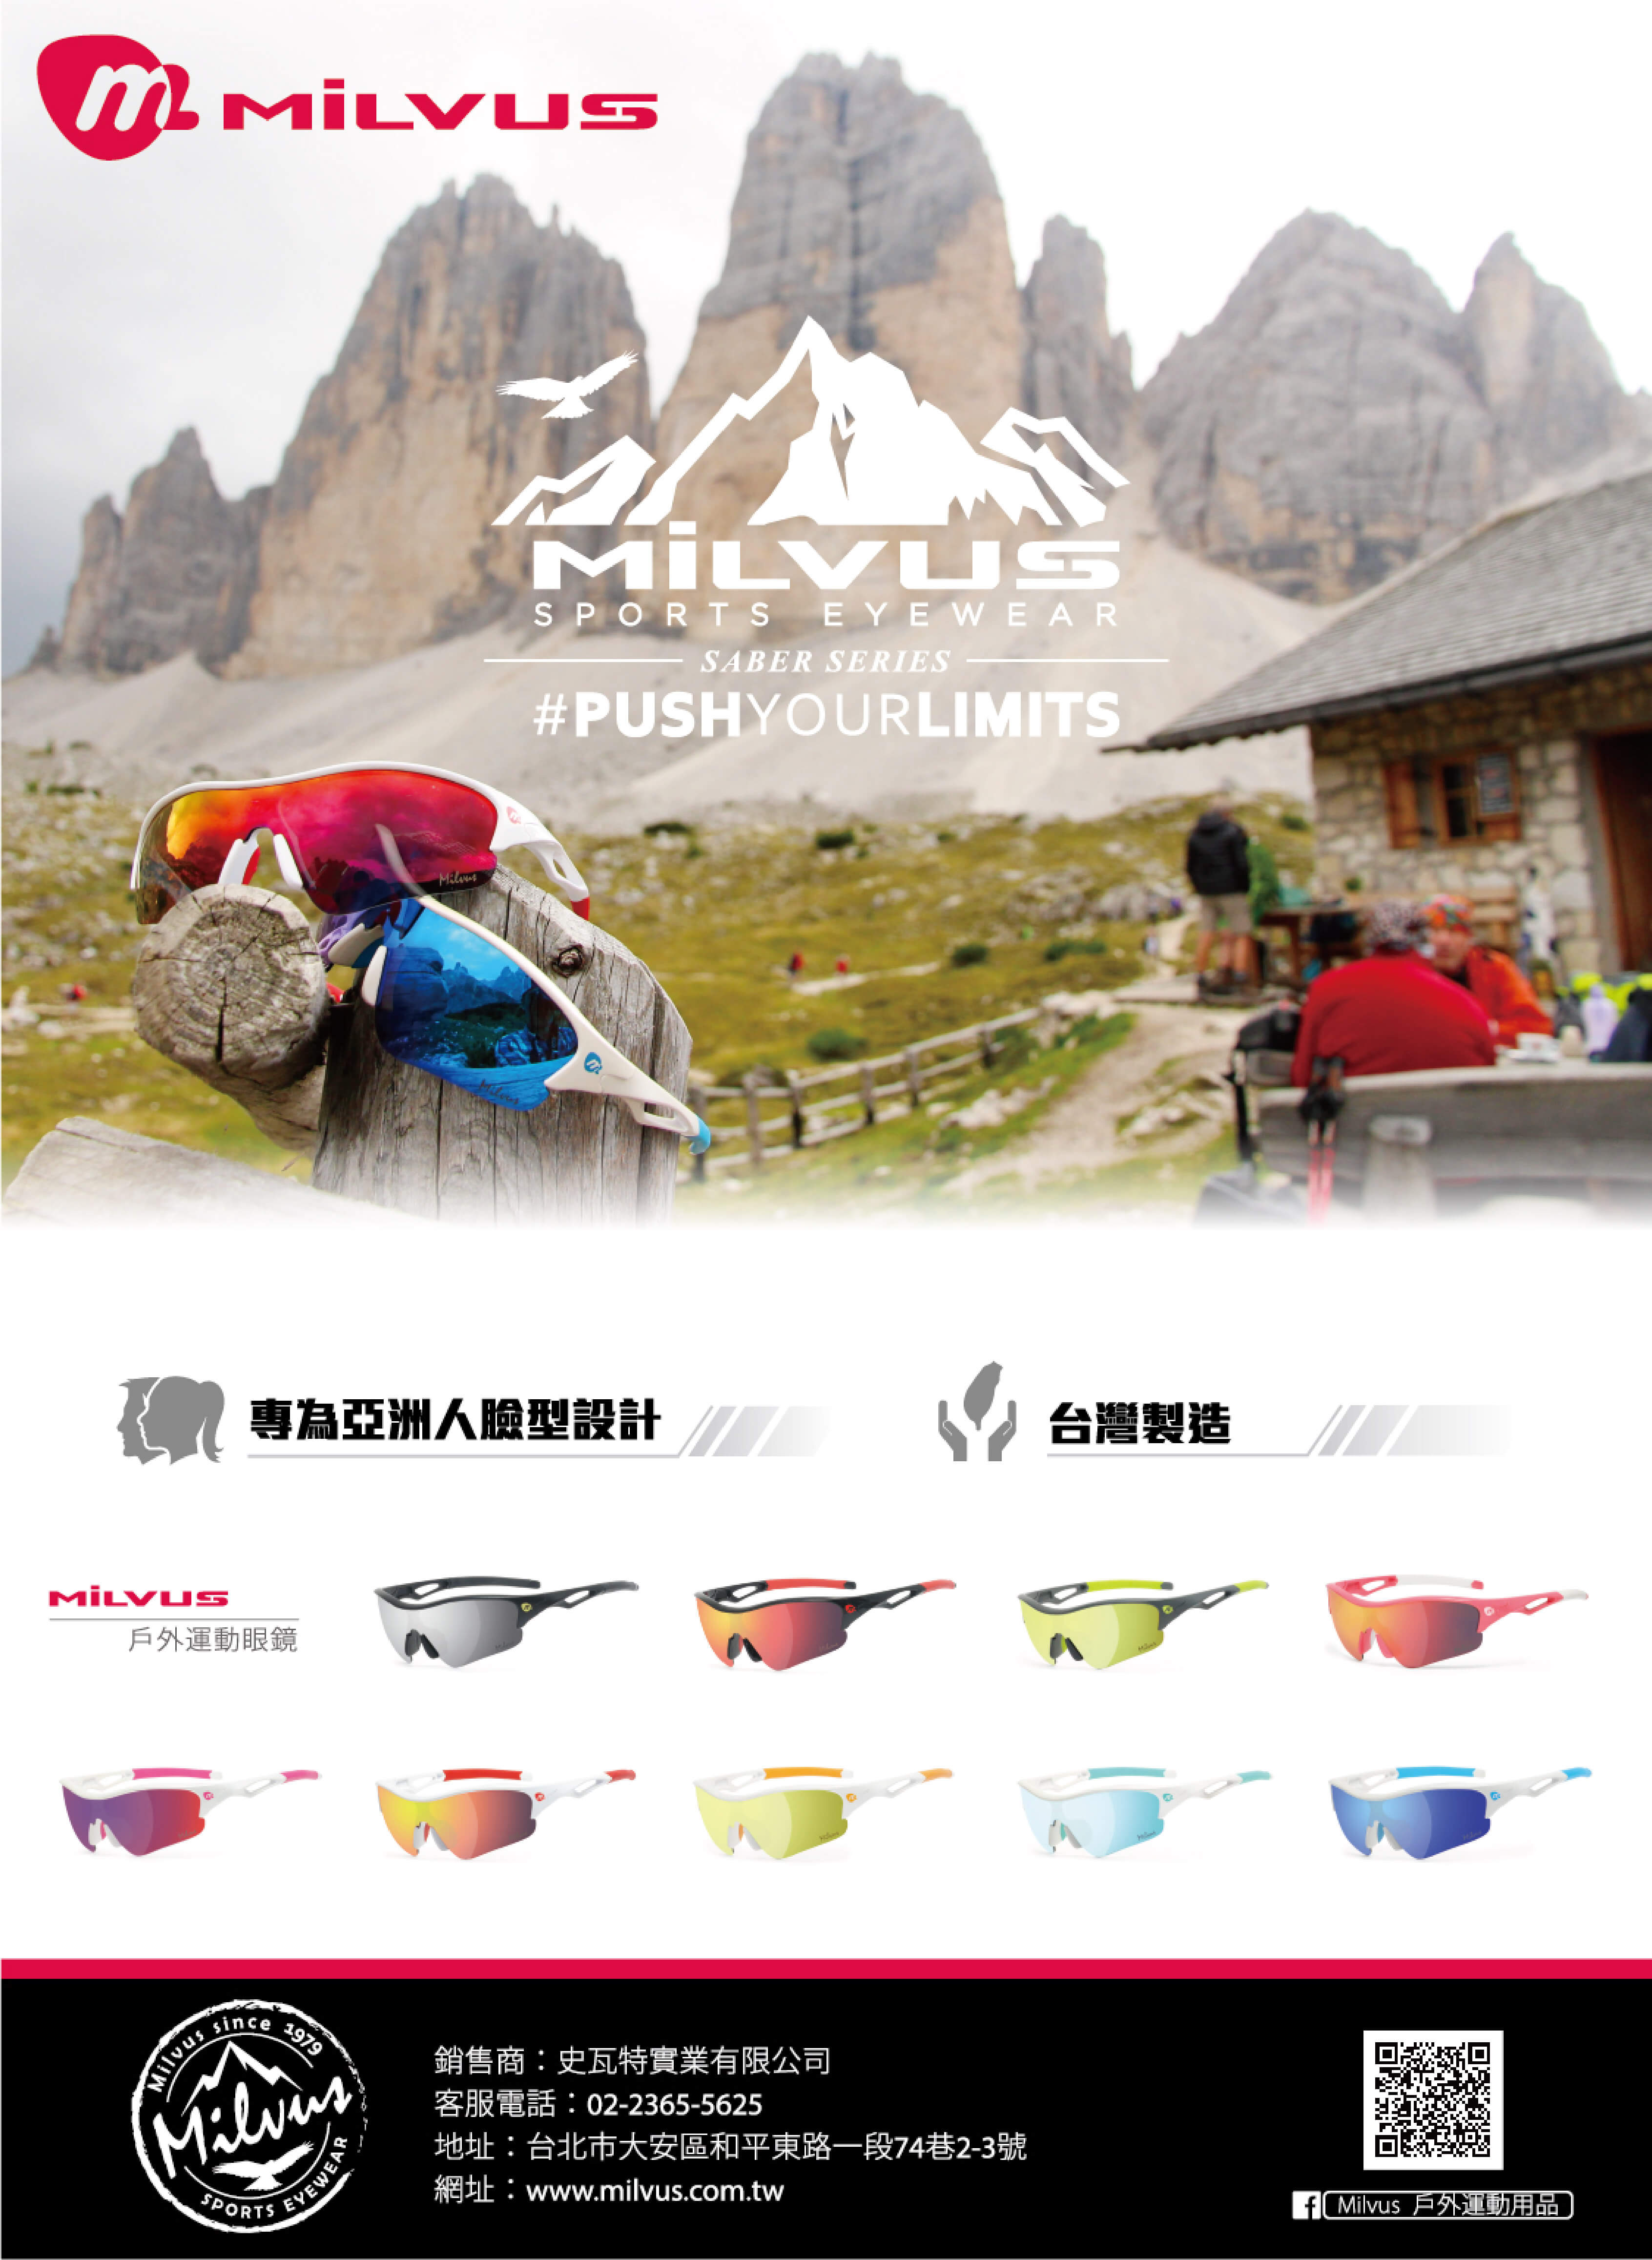 m MiLVUS
MiLVUS
SPORTS EYEWEAR
SABER SERIES
#PUSHYOURLIMITS
Milvus
Milvus
專為亞洲人臉型設計
台灣製造
MiLVUS
戶外運動眼鏡
Milvus since 1979
Milvus
SPORTS EYEWEAR
銷售商：史瓦特實業有限公司
客服電話：02-2365-5625
地址：台北市大安區和平東路一段74巷2-3號
網址：www.milvus.com.tw
f Milvus 戶外運動用品